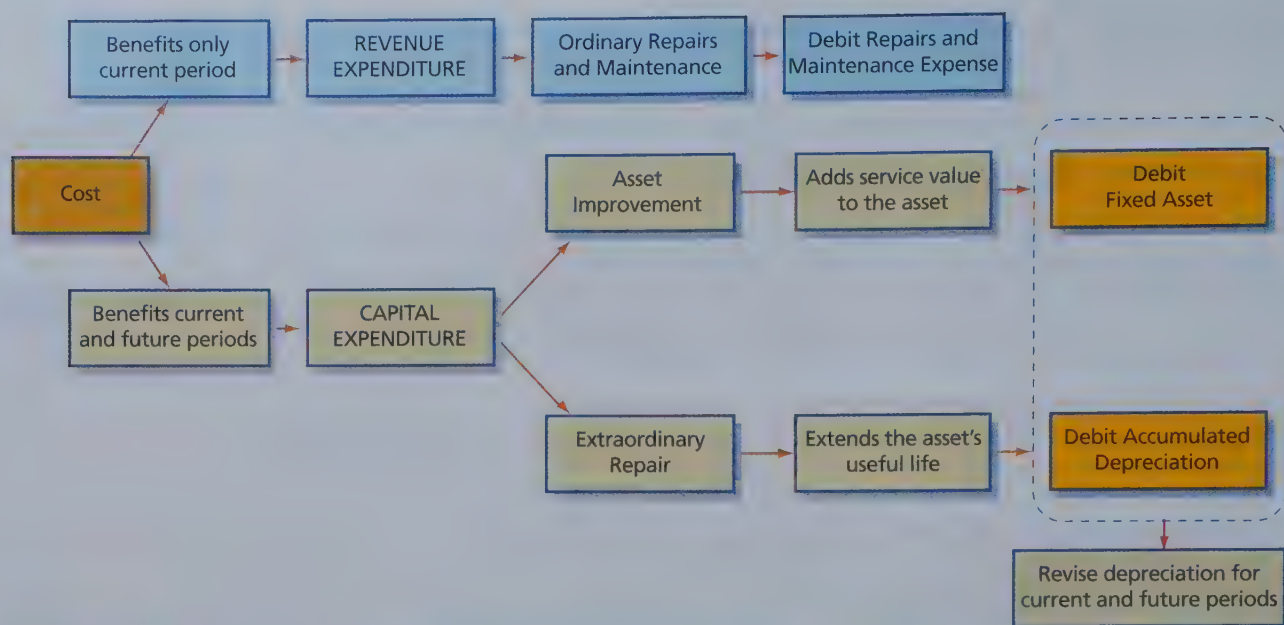 Benefits only
current period
REVENUE
EXPENDITURE
Ordinary Repairs
and Maintenance
Debit Repairs and
Maintenance Expense
Cost
Asset
Improvement
Adds service value
to the asset
Debit
Fixed Asset
Benefits current
and future periods
CAPITAL
EXPENDITURE
Extraordinary
Repair
Extends the asset's
useful life
Debit Accumulated
Depreciation
Revise depreciation for
current and future periods